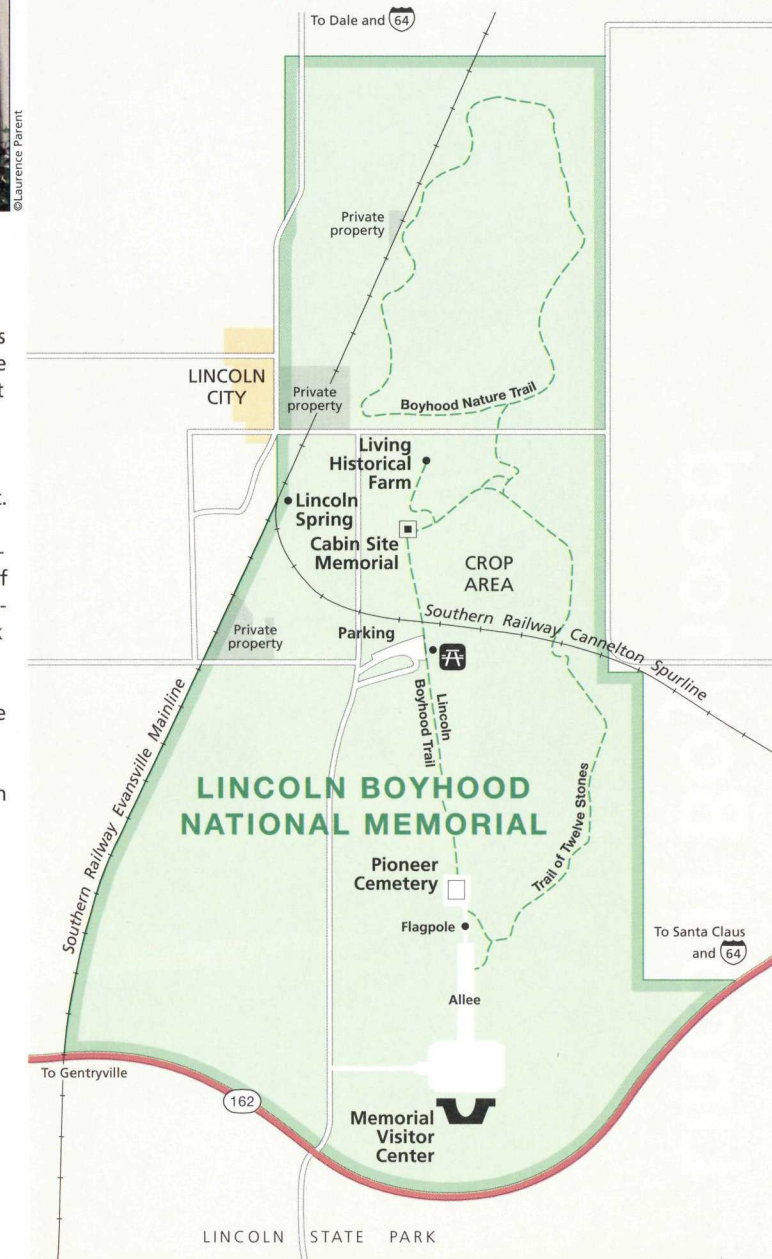 To Dale and 64
©Laurence Parent
Private
property
s
e
t
LINCOLN
CITY
Private
property
Boyhood Nature Trail
Living
Historical
Farm
Lincoln
Spring
t.
Cabin Site
Memorial
CROP
AREA
-
f
-
k
Southern Railway Cannelton Spurline
Private
property
Parking
Lincoln
Boyhood Trail
e
n
Southern Railway Evansville Mainline
LINCOLN BOYHOOD
NATIONAL MEMORIAL
Trail of Twelve Stones
Pioneer
Cemetery
Flagpole
To Santa Claus
and 64
Allee
To Gentryville
162
Memorial
Visitor
Center
LINCOLN STATE PARK